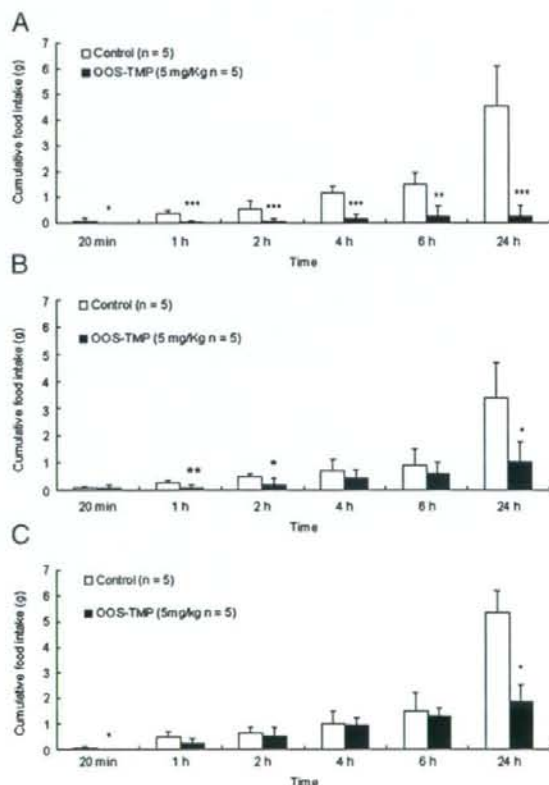 A
Cumulative food intake (g)
7
6
5
4
3
2
1
0
Control (n = 5)
OOS-TMP (5 mg/Kg n = 5)
* *** *** *** ** ***
20 min 1 h 2 h 4 h 6 h 24 h
Time
B
Cumulative food intake (g)
7
6
5
4
3
2
1
0
Control (n = 5)
OOS-TMP (5 mg/Kg n = 5)
** * *
20 min 1 h 2 h 4 h 6 h 24 h
Time
C
Cumulative food intake (g)
7
6
5
4
3
2
1
0
Control (n = 5)
OOS-TMP (5mg/kg n = 5)
* *
20 min 1 h 2 h 4 h 6 h 24 h
Time